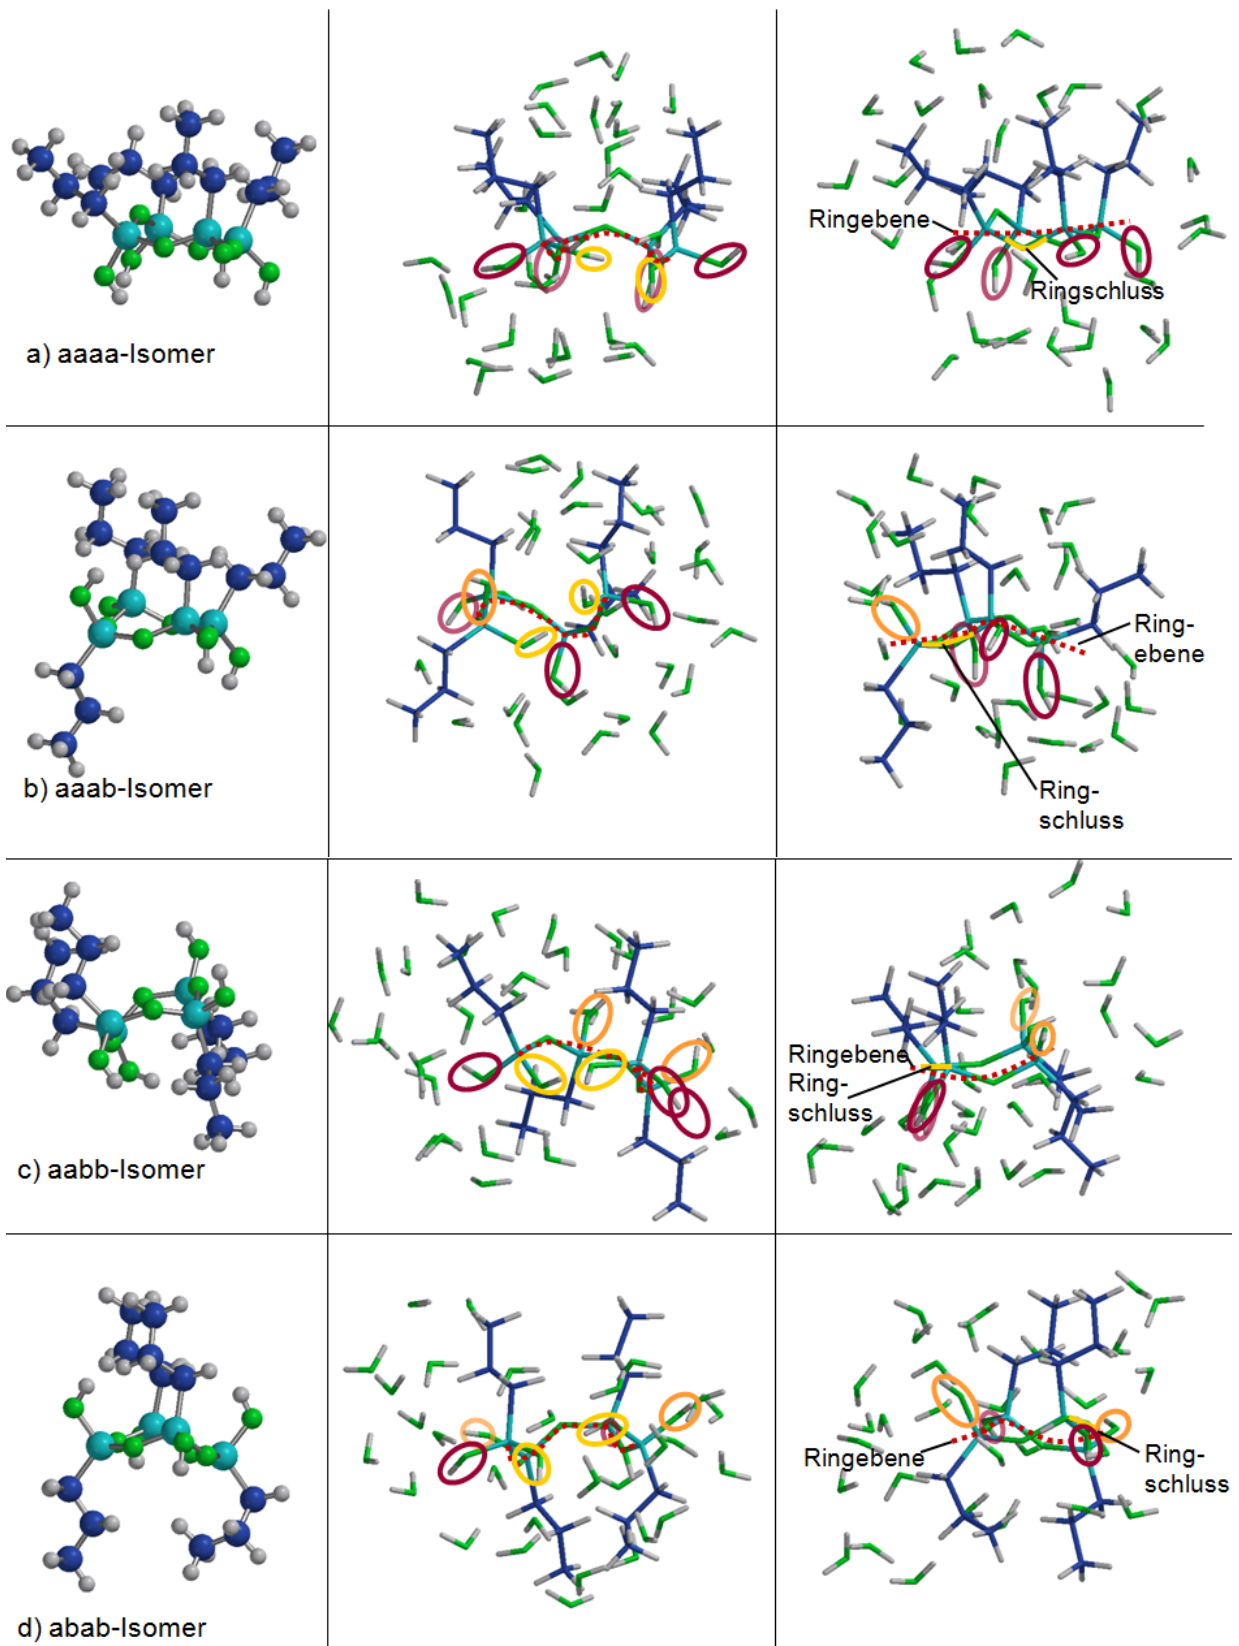 Ringebene
Ringschluss
a) aaaa-Isomer
Ring-
ebene
Ring-
schluss
b) aaab-Isomer
Ringebene
Ring-
schluss
c) aabb-Isomer
Ringebene
Ring-
schluss
d) abab-Isomer